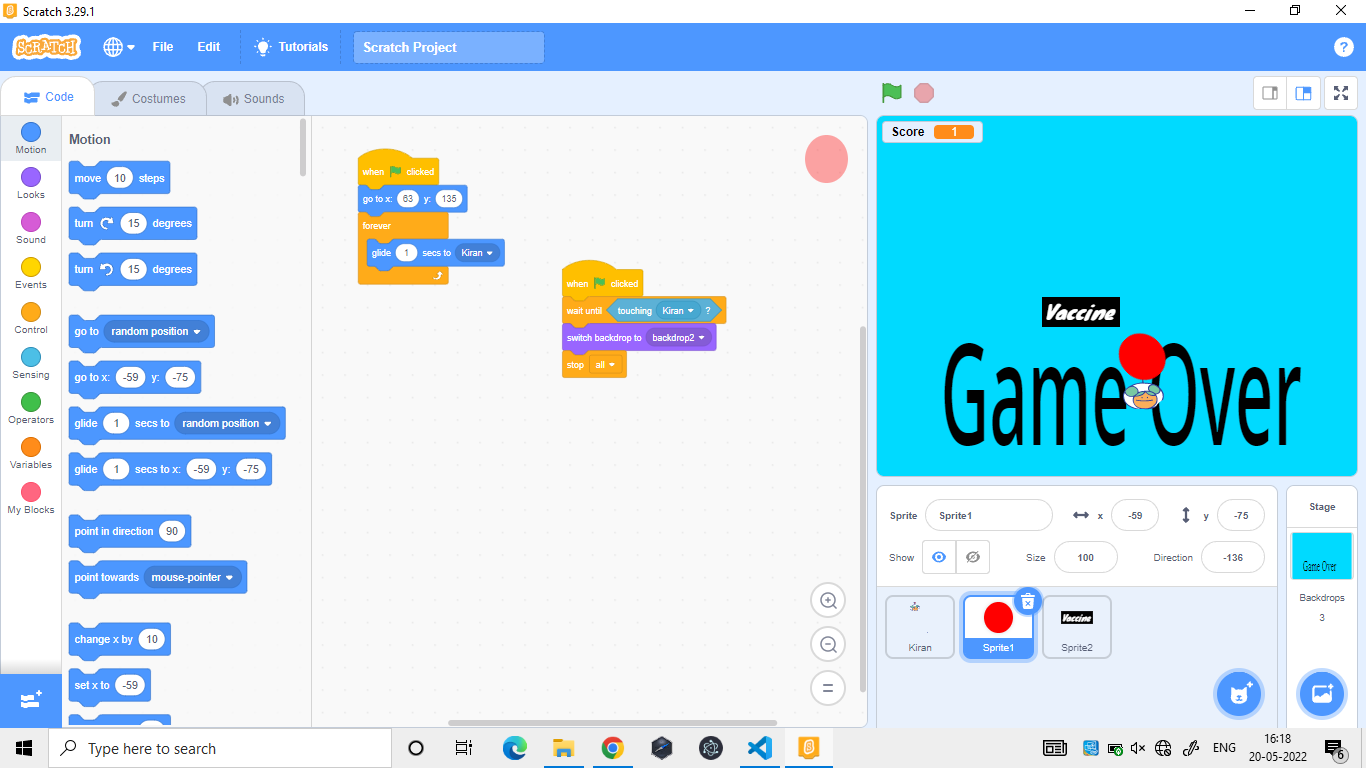 Scratch 3.29.1
SCRATCH
File
Edit
Tutorials
Scratch Project
?
Code
Costumes
Sounds
Motion
Looks
Sound
Events
Control
Sensing
Operators
Variables
My Blocks
Motion
move 10 steps
turn 15 degrees
turn 15 degrees
go to random position
go to x: -59 y: -75
glide 1 secs to random position
glide 1 secs to x: -59 y: -75
point in direction 90
point towards mouse-pointer
change x by 10
set x to -59
when clicked
go to x: 63 y: 135
forever
glide 1 secs to Kiran
when clicked
wait until touching Kiran ?
switch backdrop to backdrop2
stop all
Score 1
Vaccine
Game Over
Sprite Sprite1 x -59 y -75
Show Size 100 Direction -136
Kiran
Sprite1
Vaccine
Sprite2
Stage
Game Over
Backdrops
3
Type here to search
ENG
16:18
20-05-2022
6